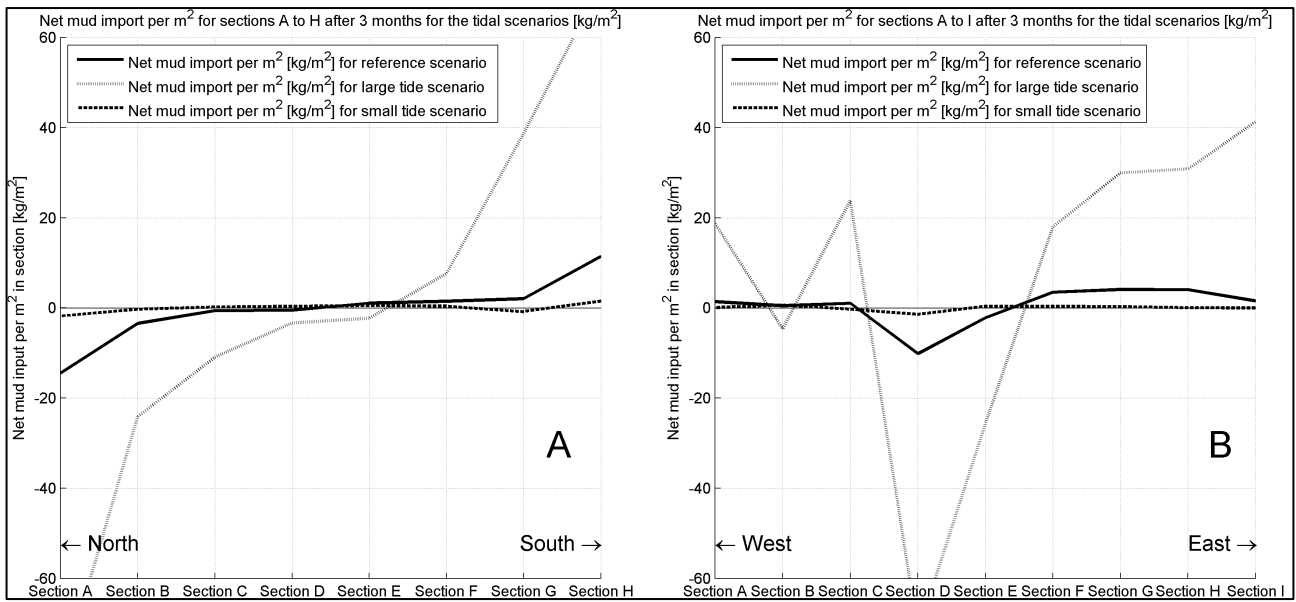 Net mud import per m² for sections A to H after 3 months for the tidal scenarios [kg/m²]
Net mud import per m² [kg/m²] for reference scenario
Net mud import per m² [kg/m²] for large tide scenario
Net mud import per m² [kg/m²] for small tide scenario
Net mud input per m² in section [kg/m²]
60
40
20
0
-20
-40
-60
A
← North
South →
Section A Section B Section C Section D Section E Section F Section G Section H
Net mud import per m² for sections A to I after 3 months for the tidal scenarios [kg/m²]
Net mud import per m² [kg/m²] for reference scenario
Net mud import per m² [kg/m²] for large tide scenario
Net mud import per m² [kg/m²] for small tide scenario
Net mud input per m² in section [kg/m²]
60
40
20
0
-20
-40
-60
B
← West
East →
Section A Section B Section C Section D Section E Section F Section G Section H Section I